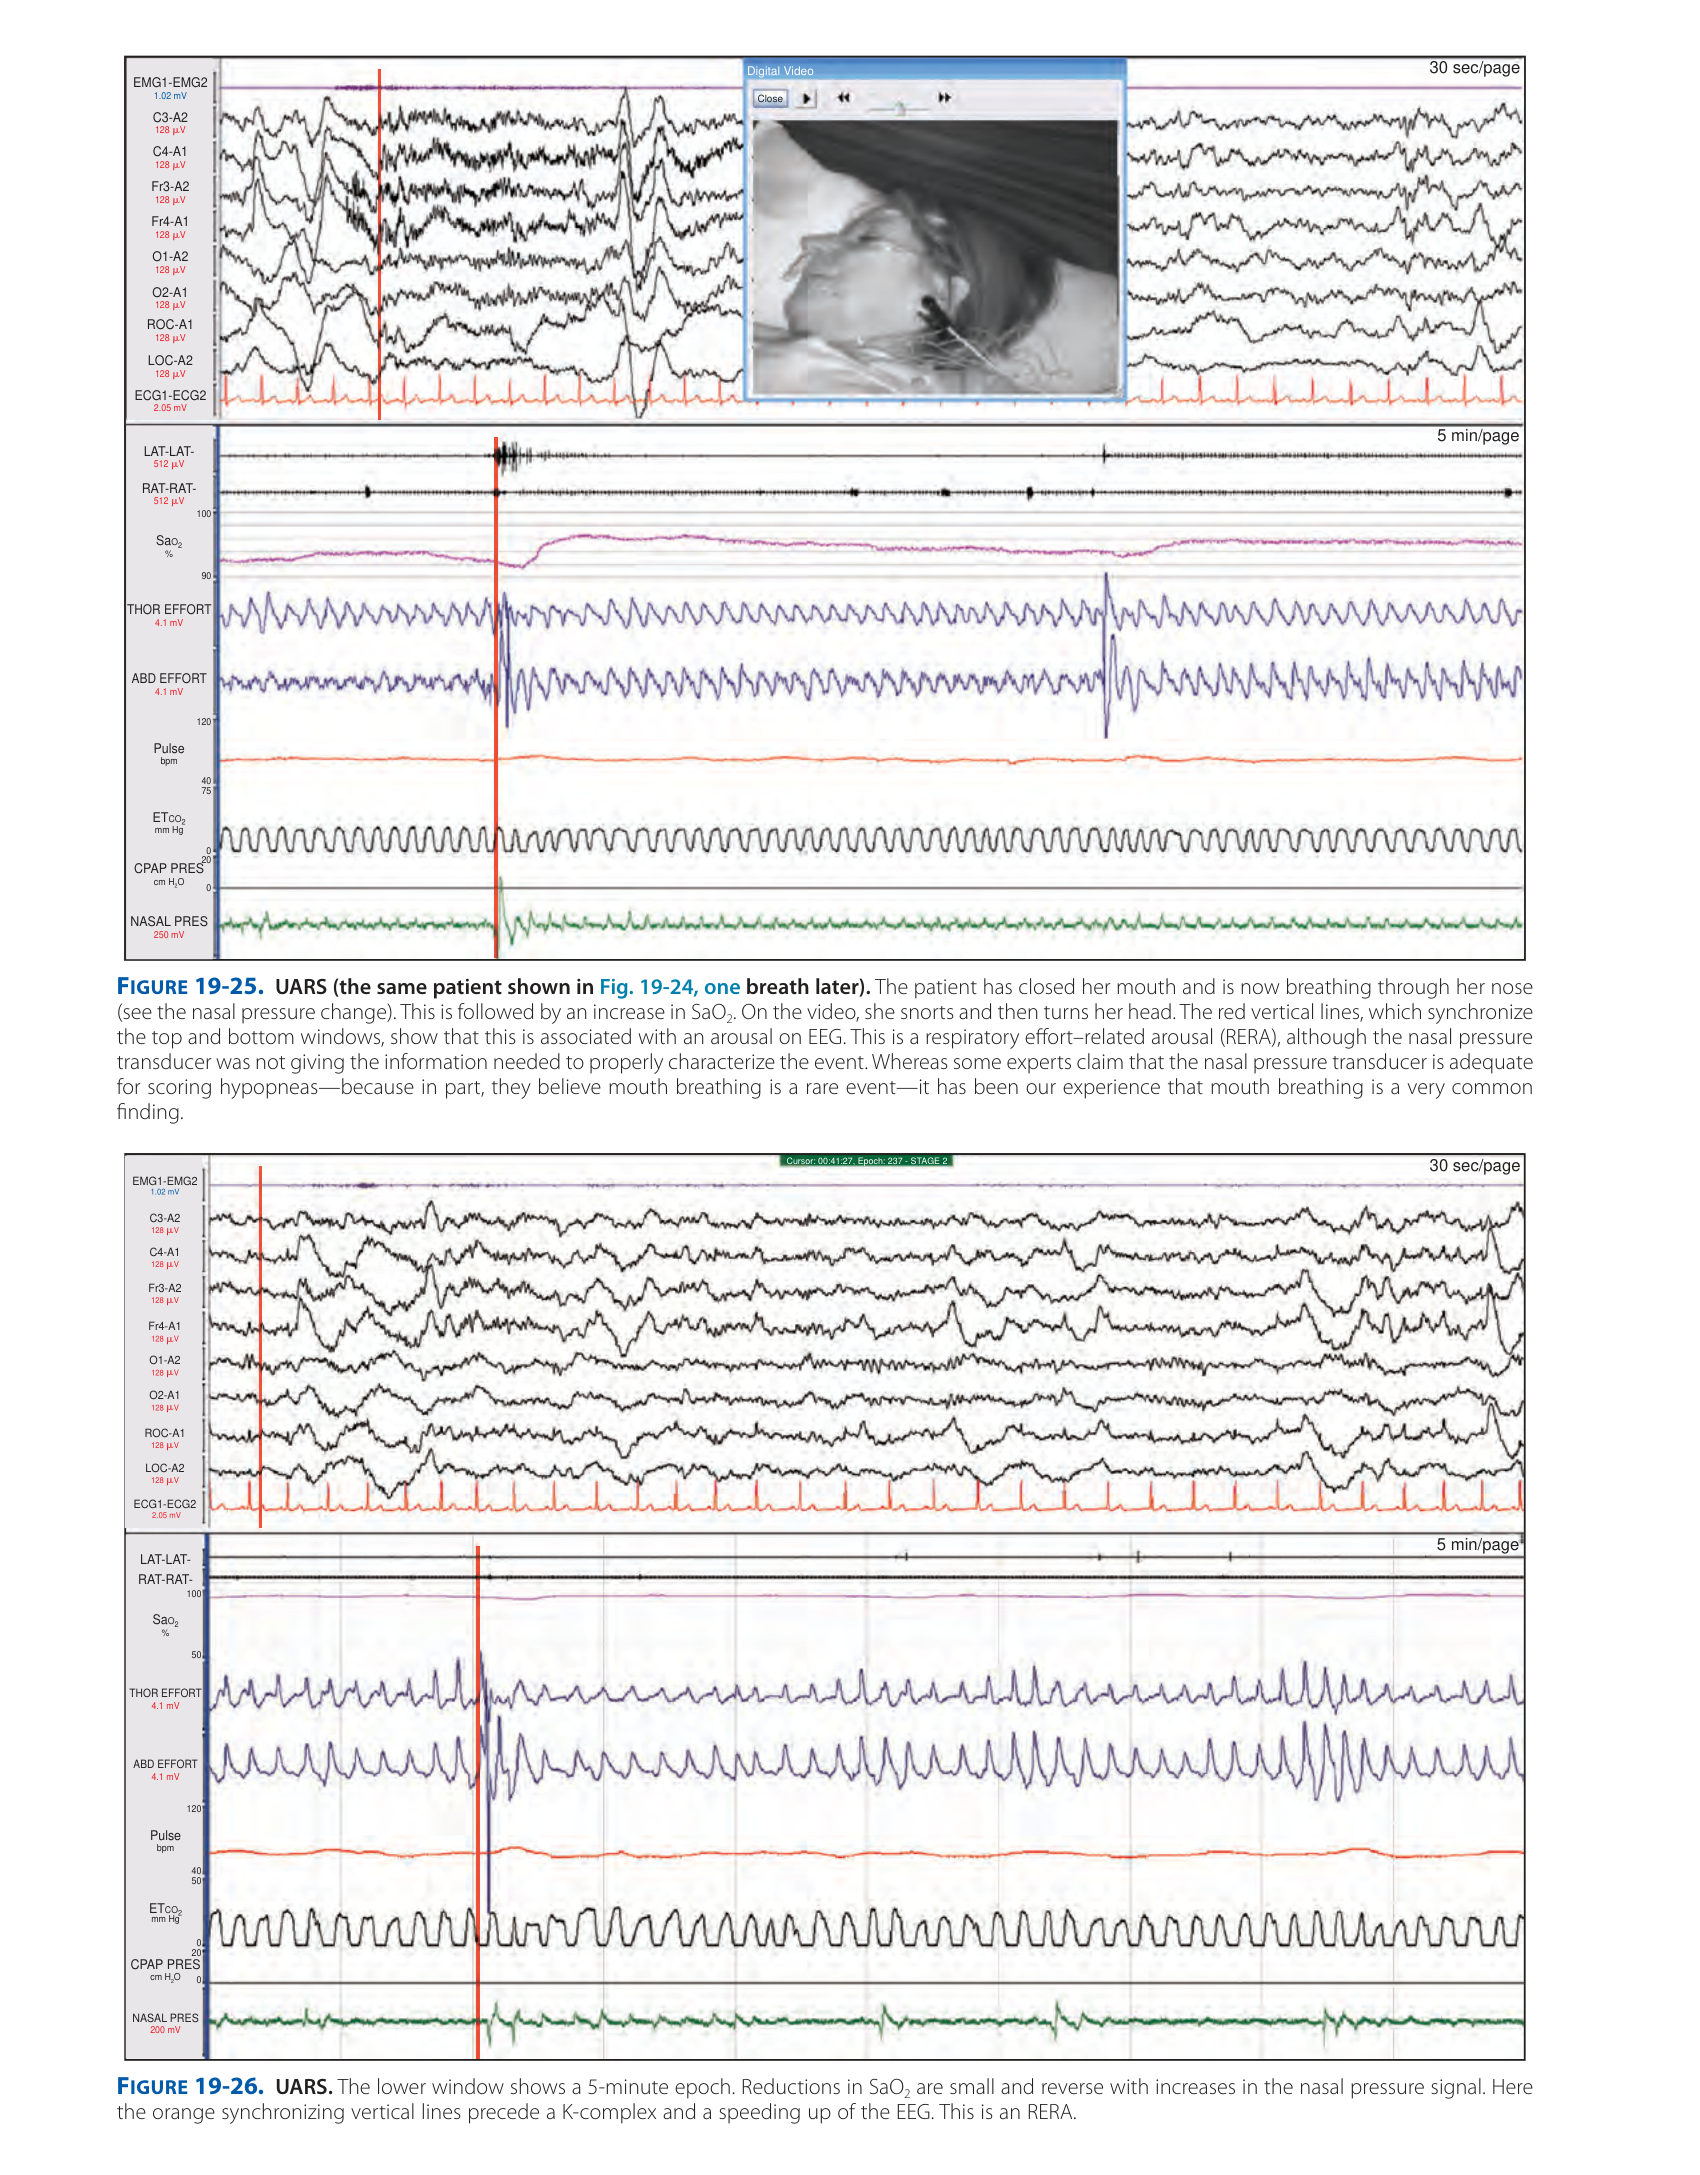 30 sec/page
Digital Video
Close
EMG1-EMG2
1.02 mV
C3-A2
128 µV
C4-A1
128 µV
Fr3-A2
128 µV
Fr4-A1
128 µV
O1-A2
128 µV
O2-A1
128 µV
ROC-A1
128 µV
LOC-A2
128 µV
ECG1-ECG2
2.05 mV
5 min/page
LAT-LAT-
512 µV
RAT-RAT-
512 µV
100
SaO2
%
90
THOR EFFORT
4.1 mV
ABD EFFORT
4.1 mV
120
Pulse
bpm
40
75
ETCO2
mm Hg
0
20
CPAP PRES
cm H2O
0
NASAL PRES
250 mV
FIGURE 19-25. UARS (the same patient shown in Fig. 19-24, one breath later). The patient has closed her mouth and is now breathing through her nose
(see the nasal pressure change). This is followed by an increase in SaO2. On the video, she snorts and then turns her head. The red vertical lines, which synchronize
the top and bottom windows, show that this is associated with an arousal on EEG. This is a respiratory effort–related arousal (RERA), although the nasal pressure
transducer was not giving the information needed to properly characterize the event. Whereas some experts claim that the nasal pressure transducer is adequate
for scoring hypopneas—because in part, they believe mouth breathing is a rare event—it has been our experience that mouth breathing is a very common
finding.
Cursor: 00:41:27, Epoch: 237 - STAGE 2
30 sec/page
EMG1-EMG2
1.02 mV
C3-A2
128 µV
C4-A1
128 µV
Fr3-A2
128 µV
Fr4-A1
128 µV
O1-A2
128 µV
O2-A1
128 µV
ROC-A1
128 µV
LOC-A2
128 µV
ECG1-ECG2
2.05 mV
5 min/page
LAT-LAT-
RAT-RAT-
100
SaO2
%
50
THOR EFFORT
4.1 mV
ABD EFFORT
4.1 mV
120
Pulse
bpm
40
50
ETCO2
mm Hg
0
20
CPAP PRES
cm H2O
0
NASAL PRES
200 mV
FIGURE 19-26. UARS. The lower window shows a 5-minute epoch. Reductions in SaO2 are small and reverse with increases in the nasal pressure signal. Here
the orange synchronizing vertical lines precede a K-complex and a speeding up of the EEG. This is an RERA.